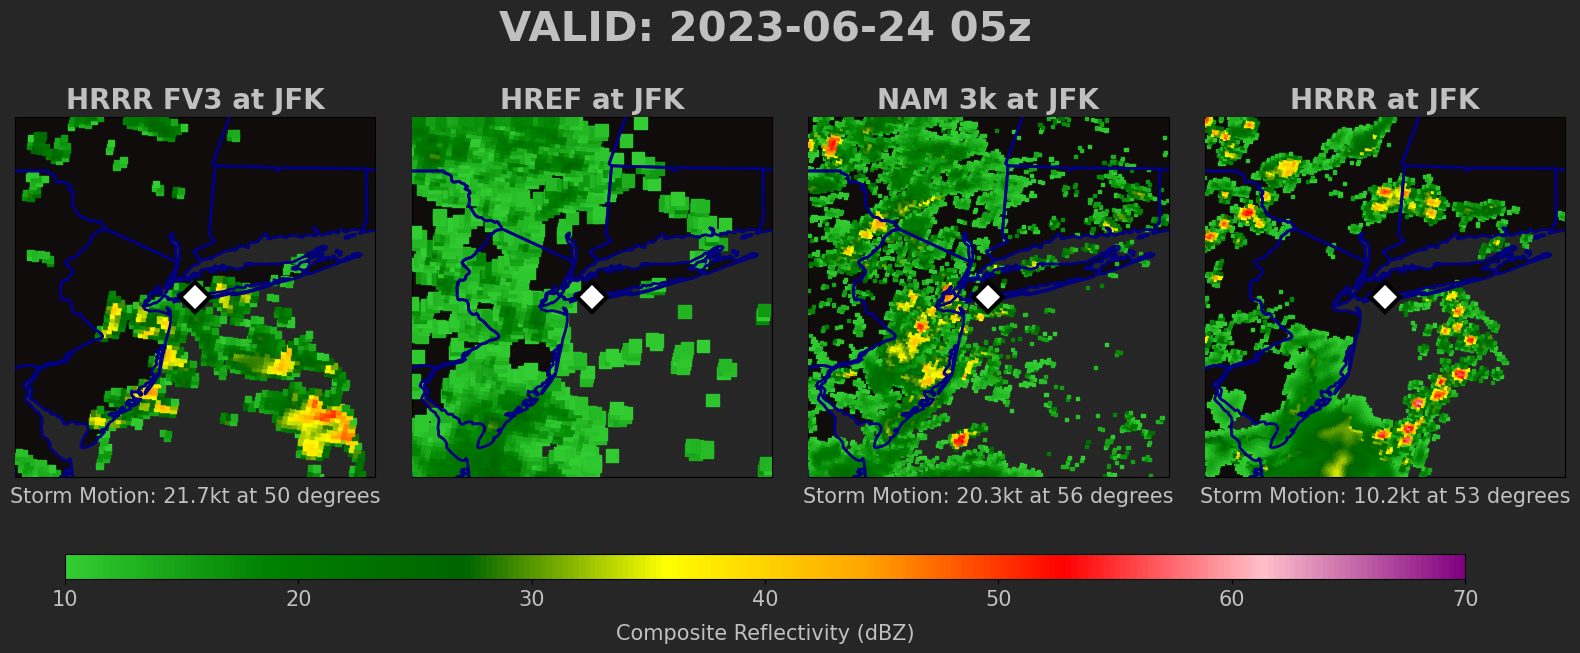 VALID: 2023-06-24 05z
HRRR FV3 at JFK
HREF at JFK
NAM 3k at JFK
HRRR at JFK
Storm Motion: 21.7kt at 50 degrees
Storm Motion: 20.3kt at 56 degrees
Storm Motion: 10.2kt at 53 degrees
10 20 30 40 50 60 70
Composite Reflectivity (dBZ)